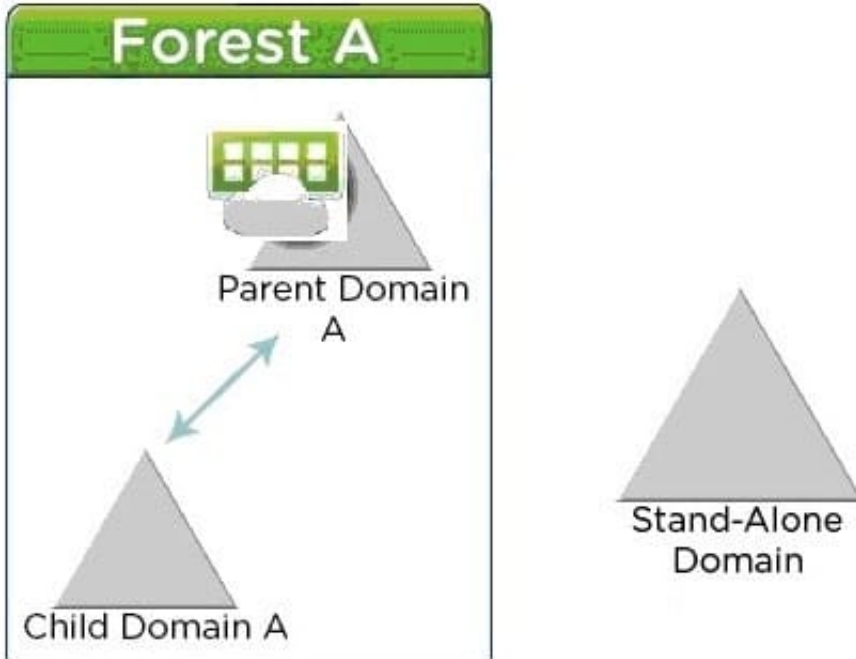 Forest A
Parent Domain
A
Stand-Alone
Domain
Child Domain A